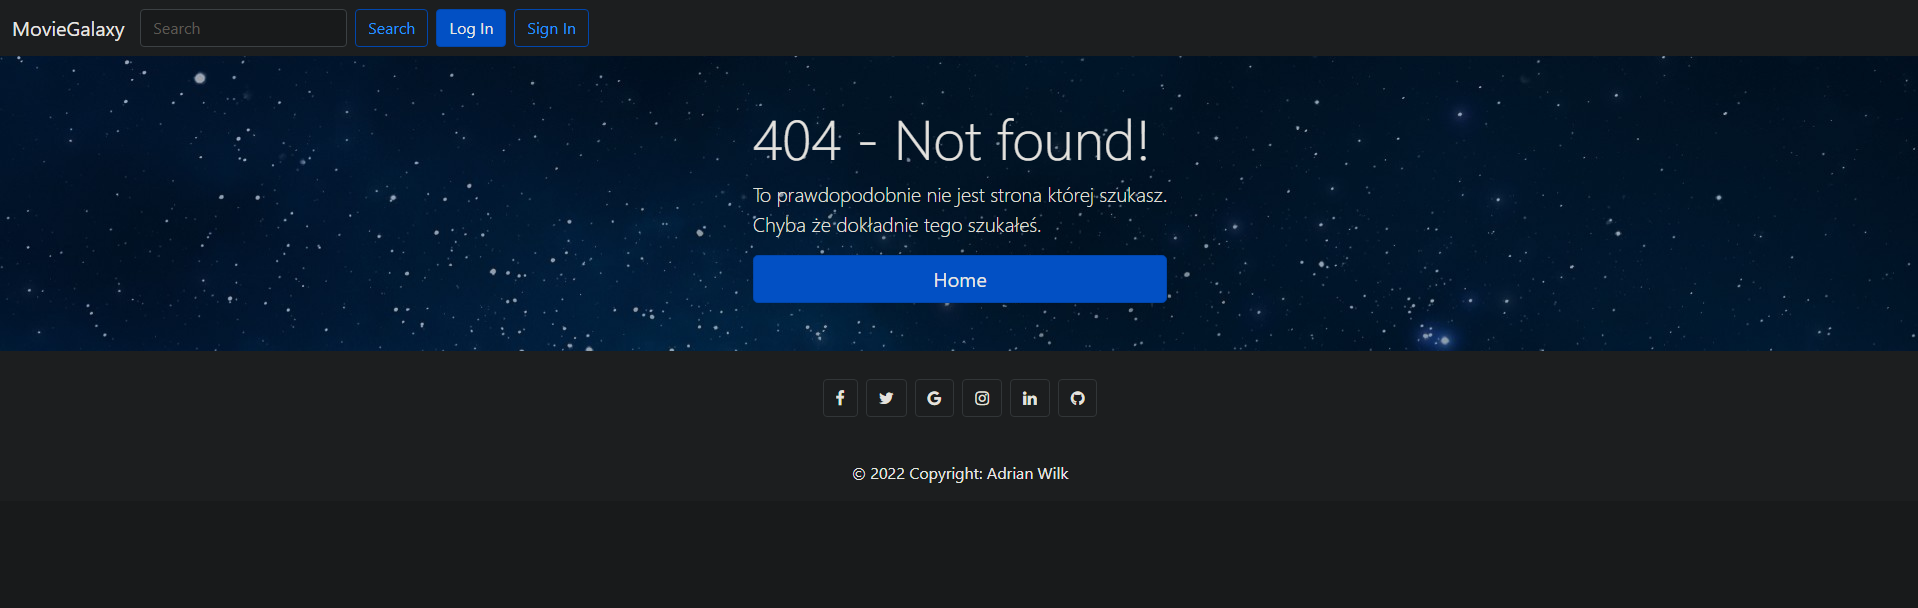 MovieGalaxy Search Search Log In Sign In
404 - Not found!
To prawdopodobnie nie jest strona której szukasz.
Chyba że dokładnie tego szukałeś.
Home
© 2022 Copyright: Adrian Wilk